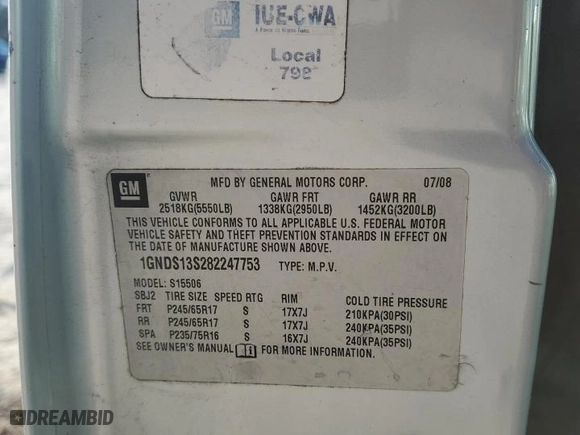 GM IUE-CWA
Local
798
GM
MFD BY GENERAL MOTORS CORP. 07/08
GVWR GAWR FRT GAWR RR
2518KG(5550LB) 1338KG(2950LB) 1452KG(3200LB)
THIS VEHICLE CONFORMS TO ALL APPLICABLE U.S. FEDERAL MOTOR
VEHICLE SAFETY AND THEFT PREVENTION STANDARDS IN EFFECT ON
THE DATE OF MANUFACTURE SHOWN ABOVE.
1GNDS13S282247753 TYPE: M.P.V.
MODEL: S15506
SBJ2 TIRE SIZE SPEED RTG RIM COLD TIRE PRESSURE
FRT P245/65R17 S 17X7J 210KPA(30PSI)
RR P245/65R17 S 17X7J 240KPA(35PSI)
SPA P235/75R16 S 16X7J 240KPA(35PSI)
SEE OWNER'S MANUAL FOR MORE INFORMATION.
DREAMBID